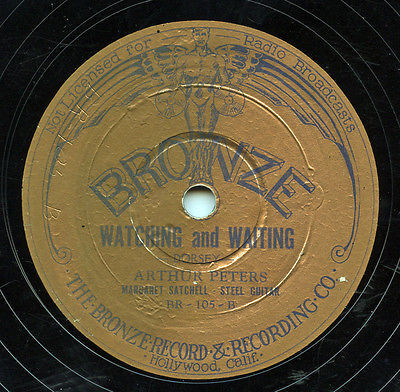 Not Licensed for Radio Broadcasts
BRONZE
WATCHING and WAITING
DORSEY
ARTHUR PETERS
MARGARET SATCHELL - STEEL GUITAR
BR - 105 - B
THE·BRONZE·RECORD·&·RECORDING·CO.
·Hollywood, Calif.·